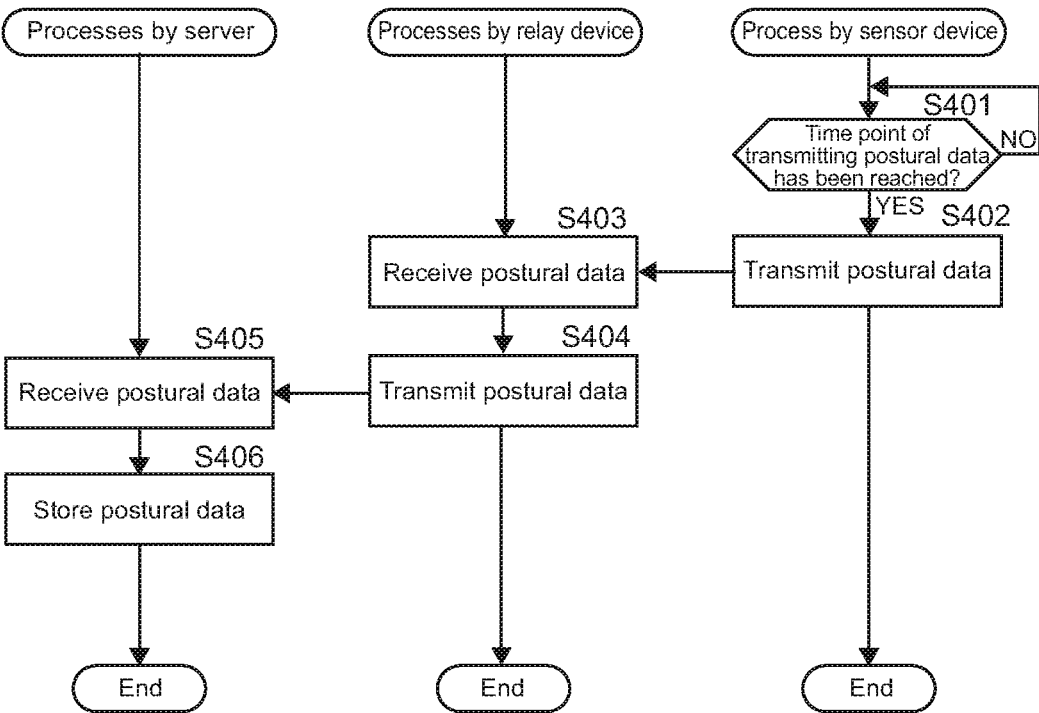 Processes by server
Processes by relay device
Process by sensor device
S401
Time point of
transmitting postural data
has been reached?
NO
YES
S403
S402
Receive postural data
Transmit postural data
S405
S404
Receive postural data
Transmit postural data
S406
Store postural data
End
End
End